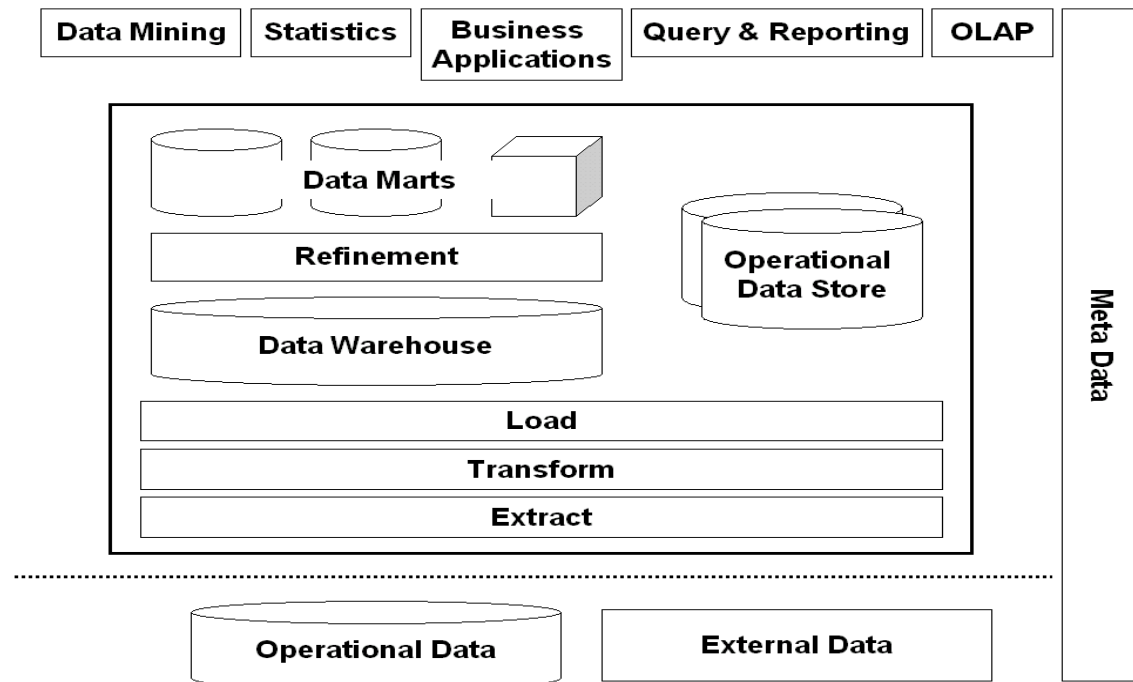 Data Mining
Statistics
Business
Applications
Query & Reporting
OLAP
Data Marts
Refinement
Operational
Data Store
Data Warehouse
Load
Transform
Extract
Meta Data
Operational Data
External Data